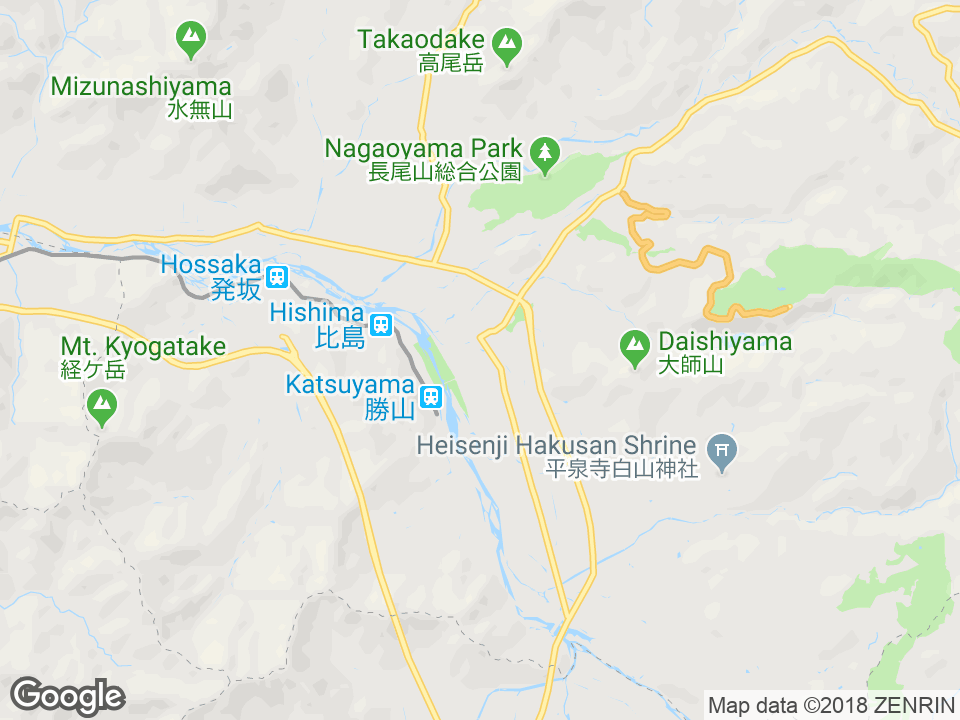 Takaodake
高尾岳
Mizunashiyama
水無山
Nagaoyama Park
長尾山総合公園
Hossaka
発坂
Hishima
比島
Mt. Kyogatake
経ケ岳
Daishiyama
大師山
Katsuyama
勝山
Heisenji Hakusan Shrine
平泉寺白山神社
Google
Map data ©2018 ZENRIN